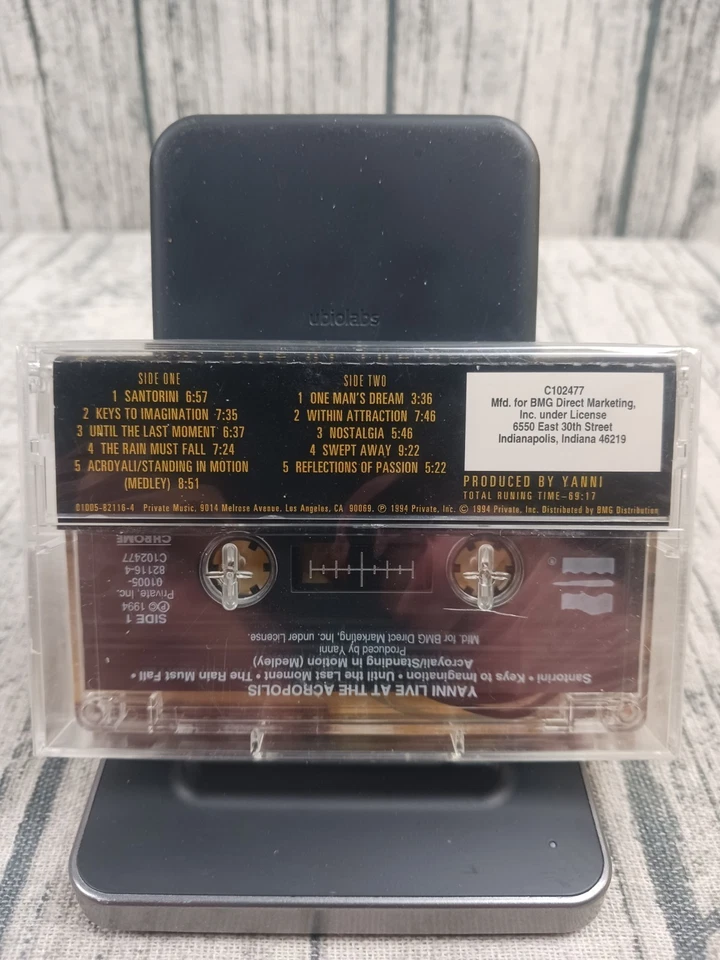 ubiolabs
SIDE ONE
1 SANTORINI 6:57
2 KEYS TO IMAGINATION 7:35
3 UNTIL THE LAST MOMENT 6:37
4 THE RAIN MUST FALL 7:24
5 ACROYALI/STANDING IN MOTION
(MEDLEY) 8:51
SIDE TWO
1 ONE MAN'S DREAM 3:36
2 WITHIN ATTRACTION 7:46
3 NOSTALGIA 5:46
4 SWEPT AWAY 9:22
5 REFLECTIONS OF PASSION 5:22
C102477
Mfd. for BMG Direct Marketing,
Inc. under License
6550 East 30th Street
Indianapolis, Indiana 46219
PRODUCED BY YANNI
TOTAL RUNING TIME—69:17
01005-82116-4 Private Music, 9014 Melrose Avenue, Los Angeles, CA 90069. ℗ 1994 Private, Inc. © 1994 Private, Inc. Distributed by BMG Distribution
YANNI LIVE AT THE ACROPOLIS
Santorini • Keys to Imagination • Until the Last Moment • The Rain Must Fall •
Acroyali/Standing in Motion (Medley)
Produced by Yanni
Mfd. for BMG Direct Marketing, Inc. under License.
SIDE 1
℗© 1994
Private, Inc.
01005-
82116-4
C102477
CHROME